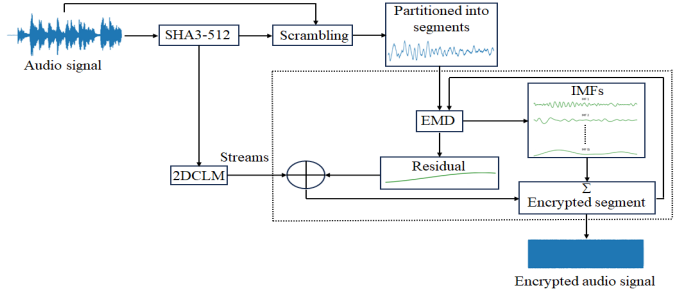 Partitioned into
segments
SHA3-512
Scrambling
Audio signal
IMFs
EMD
Streams
Residual
2DCLM
Σ
Encrypted segment
Encrypted audio signal